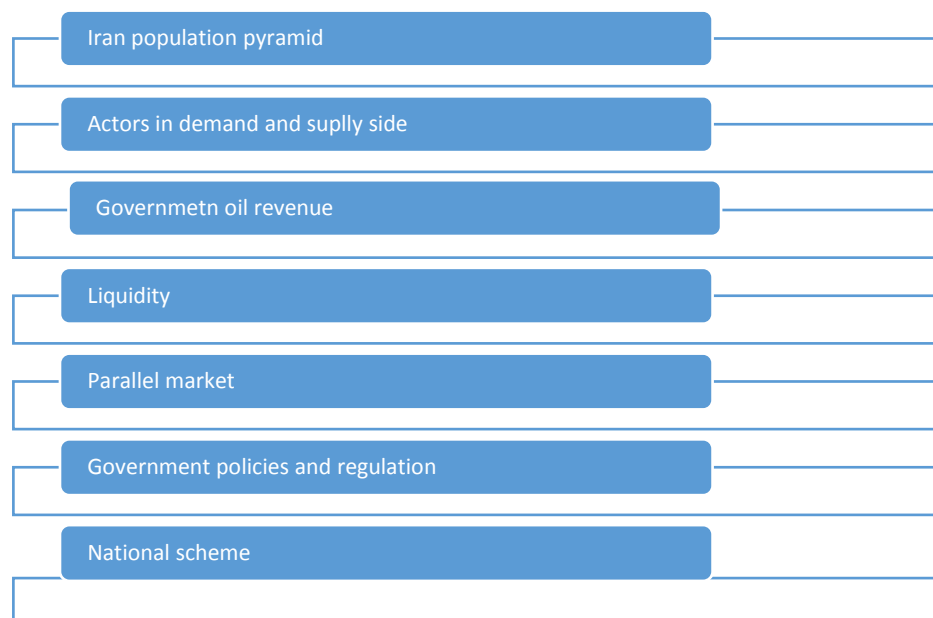 Iran population pyramid
Actors in demand and suplly side
Governmetn oil revenue
Liquidity
Parallel market
Government policies and regulation
National scheme